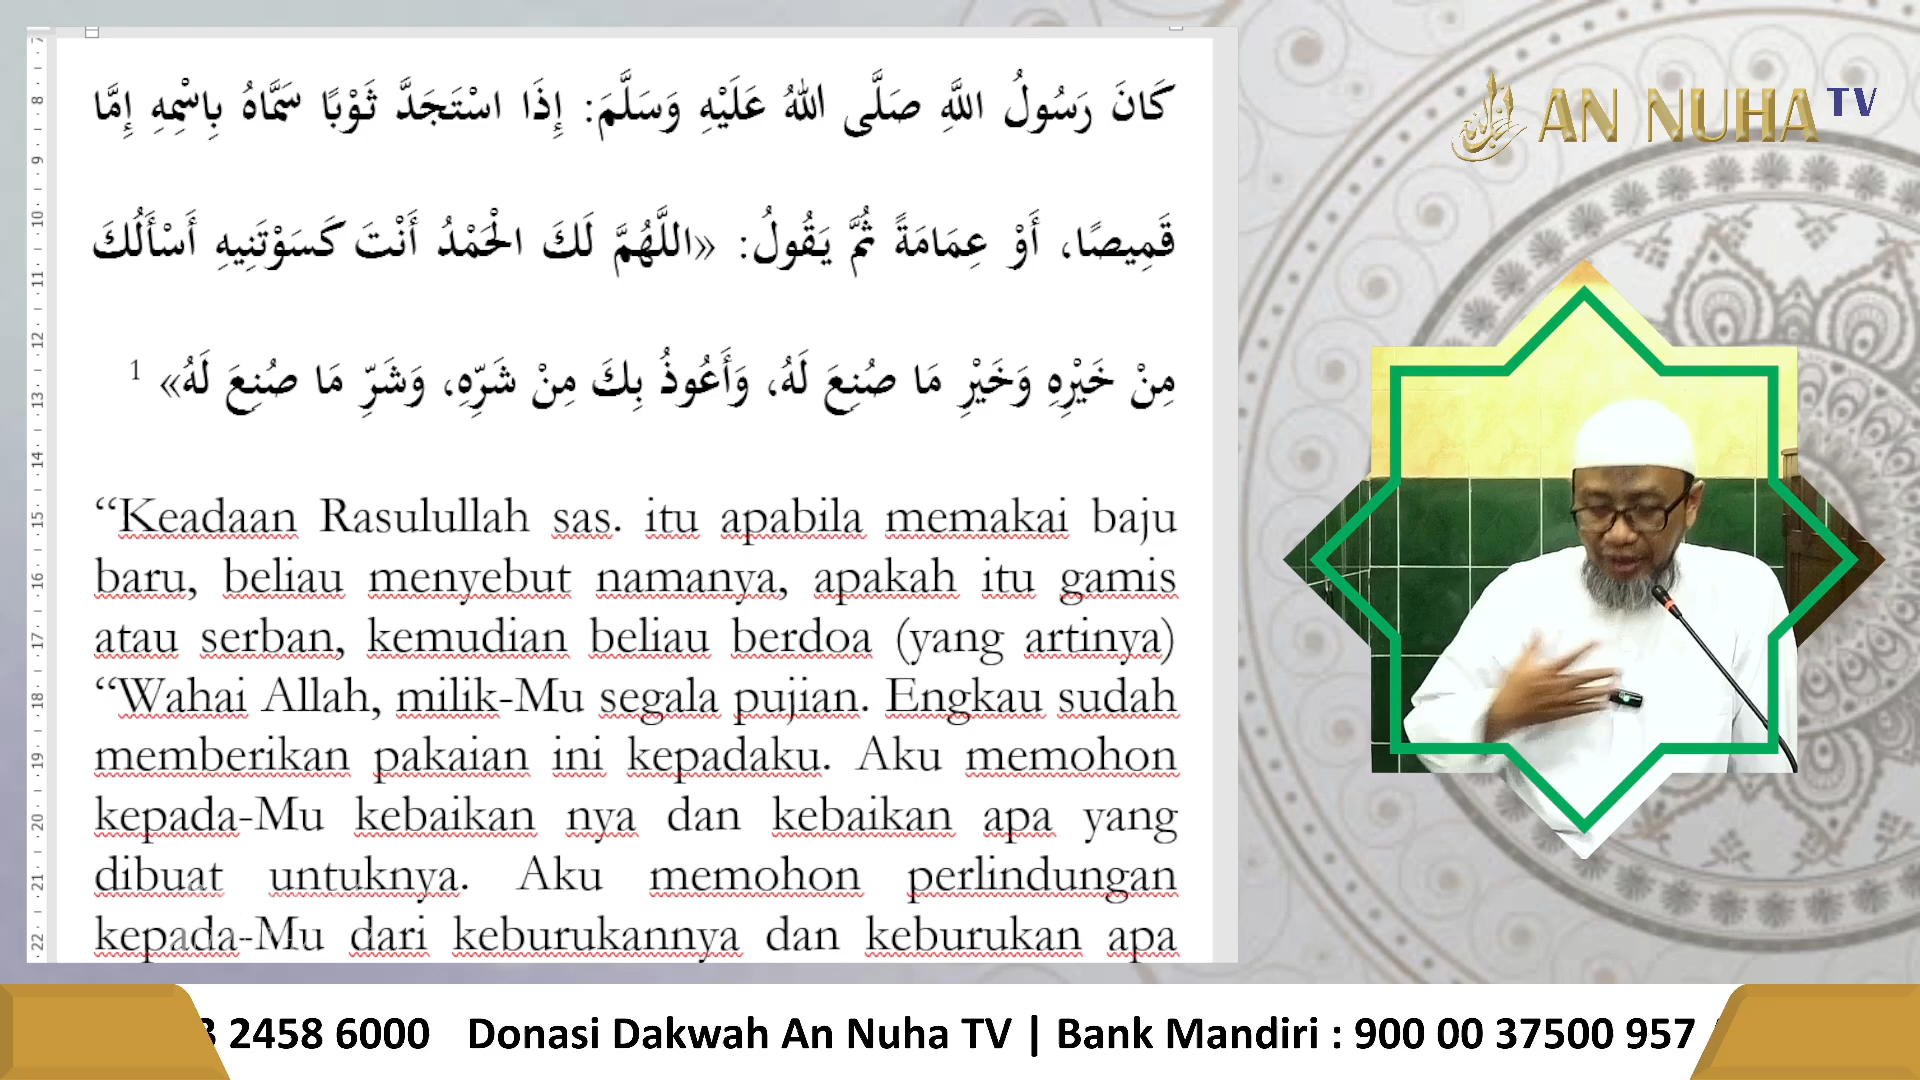 كَانَ رَسُولُ اللَّهِ صَلَّى اللهُ عَلَيْهِ وَسَلَّمَ: إِذَا اسْتَجَدَّ ثَوْبًا سَمَّاهُ بِاسْمِهِ إِمَّا
قَمِيصًا، أَوْ عِمَامَةً ثُمَّ يَقُولُ: «اللَّهُمَّ لَكَ الْحَمْدُ أَنْتَ كَسَوْتَنِيهِ أَسْأَلُكَ
مِنْ خَيْرِهِ وَخَيْرِ مَا صُنِعَ لَهُ، وَأَعُوذُ بِكَ مِنْ شَرِّهِ، وَشَرِّ مَا صُنِعَ لَهُ» 1
“Keadaan Rasulullah sas. itu apabila memakai baju
baru, beliau menyebut namanya, apakah itu gamis
atau serban, kemudian beliau berdoa (yang artinya)
“Wahai Allah, milik-Mu segala pujian. Engkau sudah
memberikan pakaian ini kepadaku. Aku memohon
kepada-Mu kebaikan nya dan kebaikan apa yang
dibuat untuknya. Aku memohon perlindungan
kepada-Mu dari keburukannya dan keburukan apa
AN NUHA TV
2458 6000 Donasi Dakwah An Nuha TV | Bank Mandiri : 900 00 37500 957